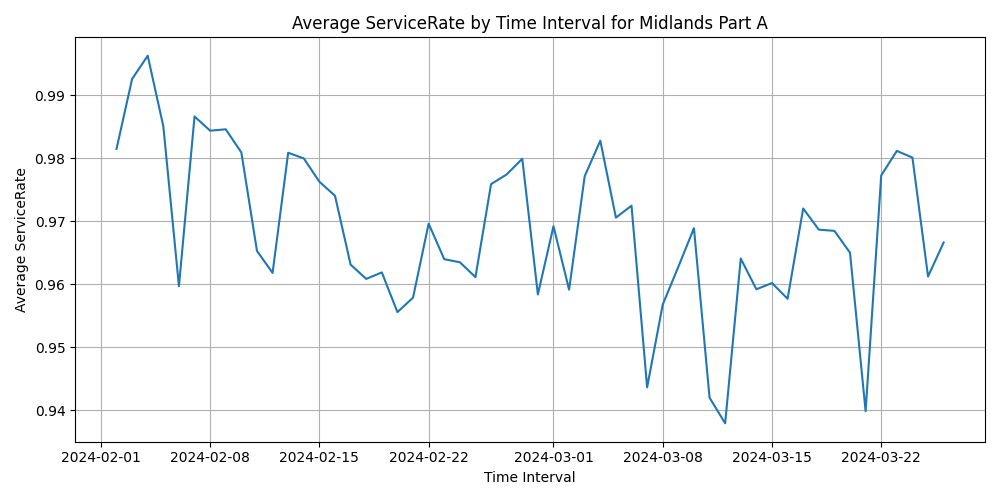 Average ServiceRate by Time Interval for Midlands Part A
Average ServiceRate
0.99
0.98
0.97
0.96
0.95
0.94
2024-02-01 2024-02-08 2024-02-15 2024-02-22 2024-03-01 2024-03-08 2024-03-15 2024-03-22
Time Interval